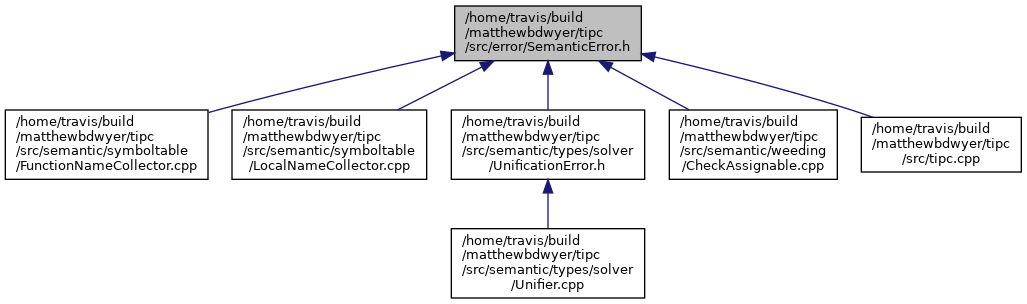 /home/travis/build
/matthewbdwyer/tipc
/src/error/SemanticError.h
/home/travis/build
/matthewbdwyer/tipc
/src/semantic/symboltable
/FunctionNameCollector.cpp
/home/travis/build
/matthewbdwyer/tipc
/src/semantic/symboltable
/LocalNameCollector.cpp
/home/travis/build
/matthewbdwyer/tipc
/src/semantic/types/solver
/UnificationError.h
/home/travis/build
/matthewbdwyer/tipc
/src/semantic/weeding
/CheckAssignable.cpp
/home/travis/build
/matthewbdwyer/tipc
/src/tipc.cpp
/home/travis/build
/matthewbdwyer/tipc
/src/semantic/types/solver
/Unifier.cpp